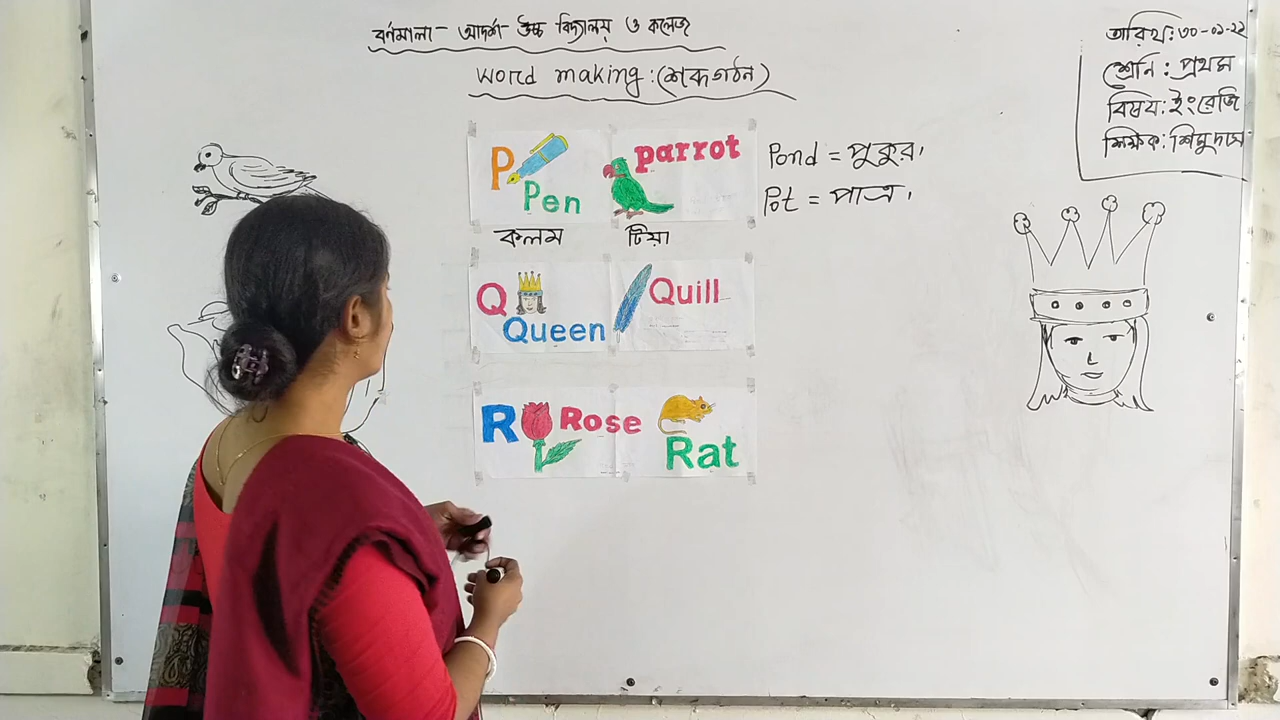 বর্ণমালা- আদর্শ- উচ্চ বিদ্যালয় ও কলেজ
Word making:(শব্দগঠন)
তারিখ: ৩০-০১-২২
শ্রেনি: প্রথম
বিষয়: ইংরেজি
শিক্ষক: শিমু দাস
P Pen
parrot
Pond = পুকুর।
Pot = পাত্র।
কলম টিয়া
Q Queen
Quill
R Rose
Rat